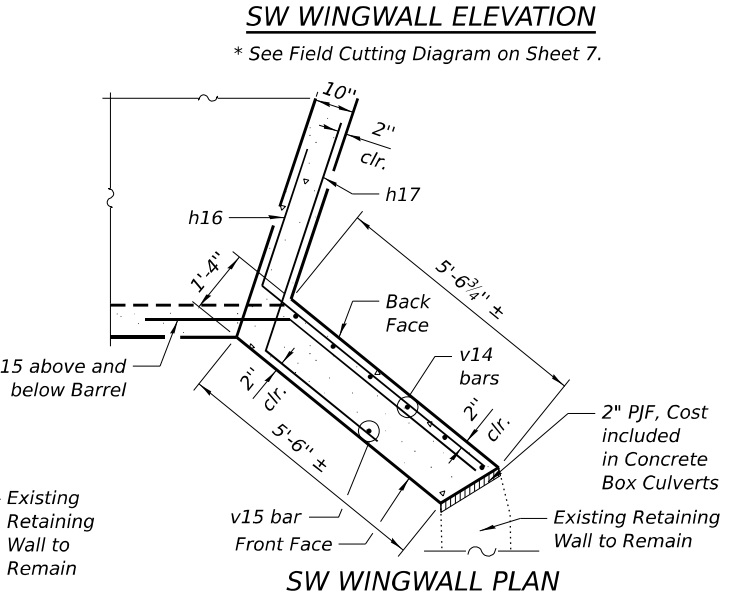 SW WINGWALL ELEVATION
* See Field Cutting Diagram on Sheet 7.
10"
2"
clr.
h17
h16
1'-4"
5'-6¾" ±
Back
Face
15 above and
below Barrel
v14
bars
2"
clr.
2"
clr.
2" PJF, Cost
included
in Concrete
Box Culverts
5'-6" ±
Existing
Retaining
Wall to
Remain
v15 bar
Front Face
Existing Retaining
Wall to Remain
SW WINGWALL PLAN